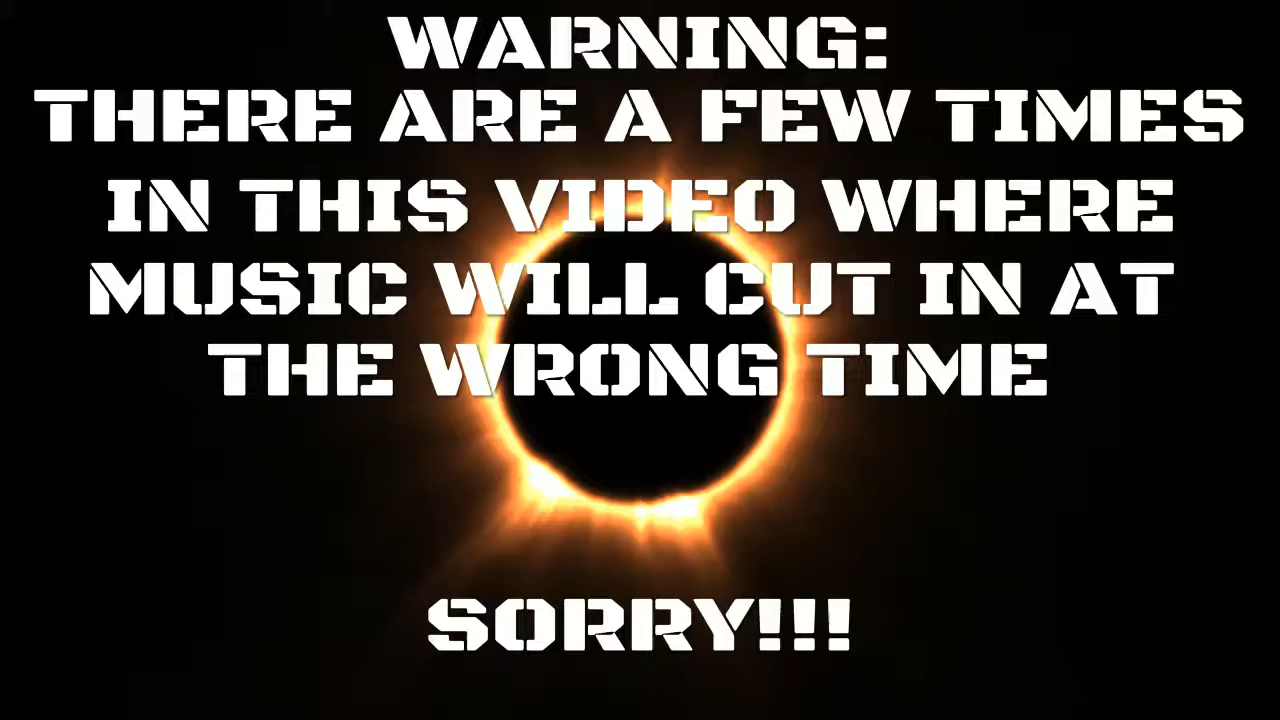 WARNING:
THERE ARE A FEW TIMES
IN THIS VIDEO WHERE
MUSIC WILL CUT IN AT
THE WRONG TIME
SORRY!!!